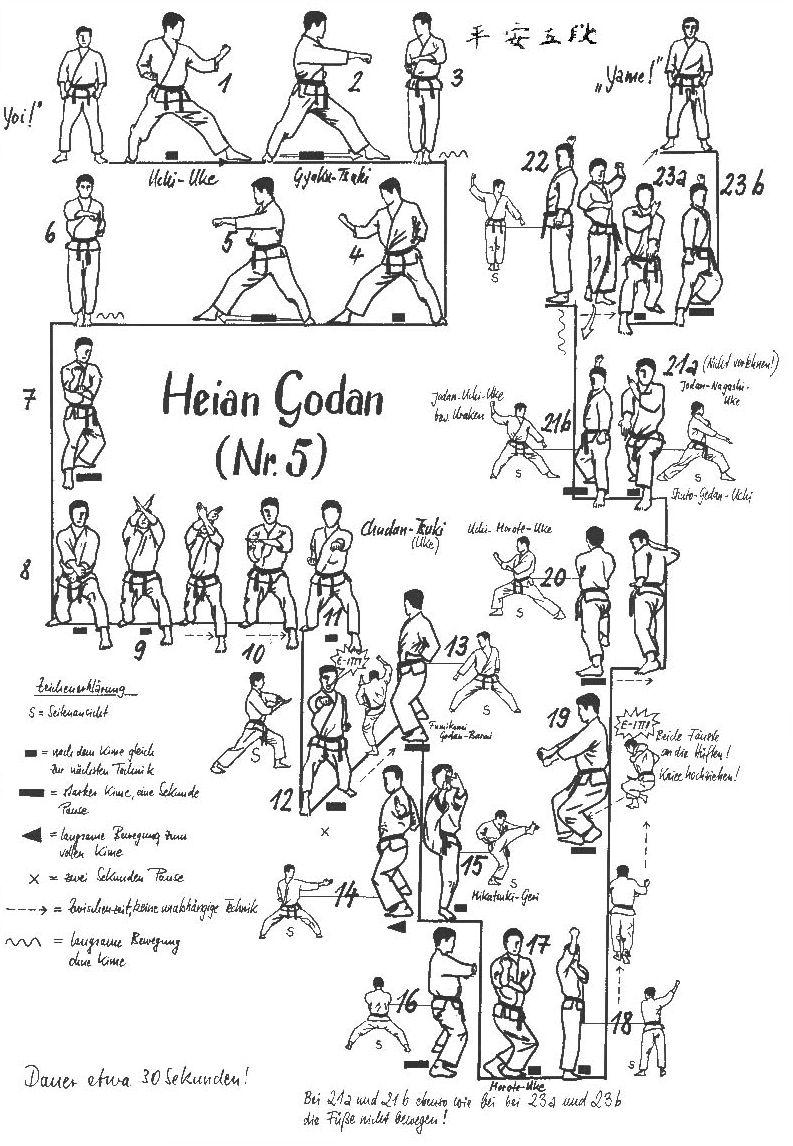 平安五段
„Yame!"
Yoi!"
1
2
3
Uchi-Uke
Gyaku-Tsuki
6
5
4
22
23a
23b
S
7
Heian Godan
(Nr. 5)
21a (Nicht verlehnen!)
Jodan-Nagashi-
Uke
Jodan-Uchi-Uke
bzw. Uraken
21b
S
S
Shuto-Gedan-Uchi
8
Chudan-Tsuki
(Uke)
Uchi-Morote-Uke
20
S
9
10
11
E-ITT!
13
S
Fumikomi
Gedan-Barai
Zeichenerklärung
S = Seitenansicht
S
12
19
E-ITT!
Beide Fäuste
an die Hüften!
Knie hochziehen!
= nach dem Kime gleich
zur nächsten Technik
= starker Kime, eine Sekunde
Pause
= langsame Bewegung zum
vollen Kime
× = zwei Sekunden Pause
= Zwischenzeit, keine unabhängige Technik
= langsame Bewegung
ohne Kime
×
14
S
15
S
Mikatsuki-Geri
16
S
17
18
S
Morote-Uke
Dauer etwa 30 Sekunden!
Bei 21a und 21b ebenso wie bei bei 23a und 23b
die Füße nicht bewegen!